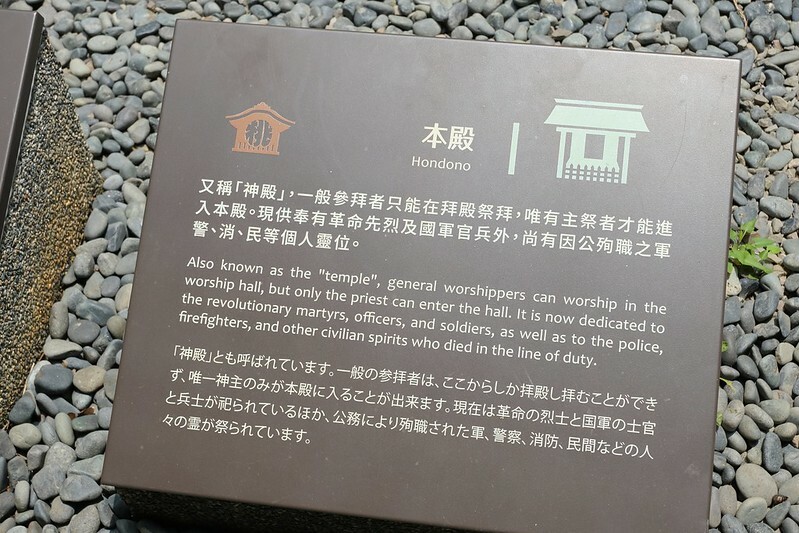 桃
本殿
Hondono
又稱「神殿」，一般參拜者只能在拜殿祭拜，唯有主祭者才能進
入本殿。現供奉有革命先烈及國軍官兵外，尚有因公殉職之軍
警、消、民等個人靈位。
Also known as the "temple", general worshippers can worship in the
worship hall, but only the priest can enter the hall. It is now dedicated to
the revolutionary martyrs, officers, and soldiers, as well as to the police,
firefighters, and other civilian spirits who died in the line of duty.
「神殿」とも呼ばれています。一般の参拝者は、ここからしか拝殿し拝むことができ
ず、唯一神主のみが本殿に入ることが出来ます。現在は革命の烈士と国軍の士官
と兵士が祀られているほか、公務により殉職された軍、警察、消防、民間などの人
々の霊が祭られています。